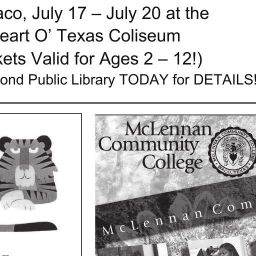 aco, July 17 – July 20 at the
eart O' Texas Coliseum
kets Valid for Ages 2 – 12!)
ond Public Library TODAY for DETAILS!
McLennan
Community
College
McLennan Com